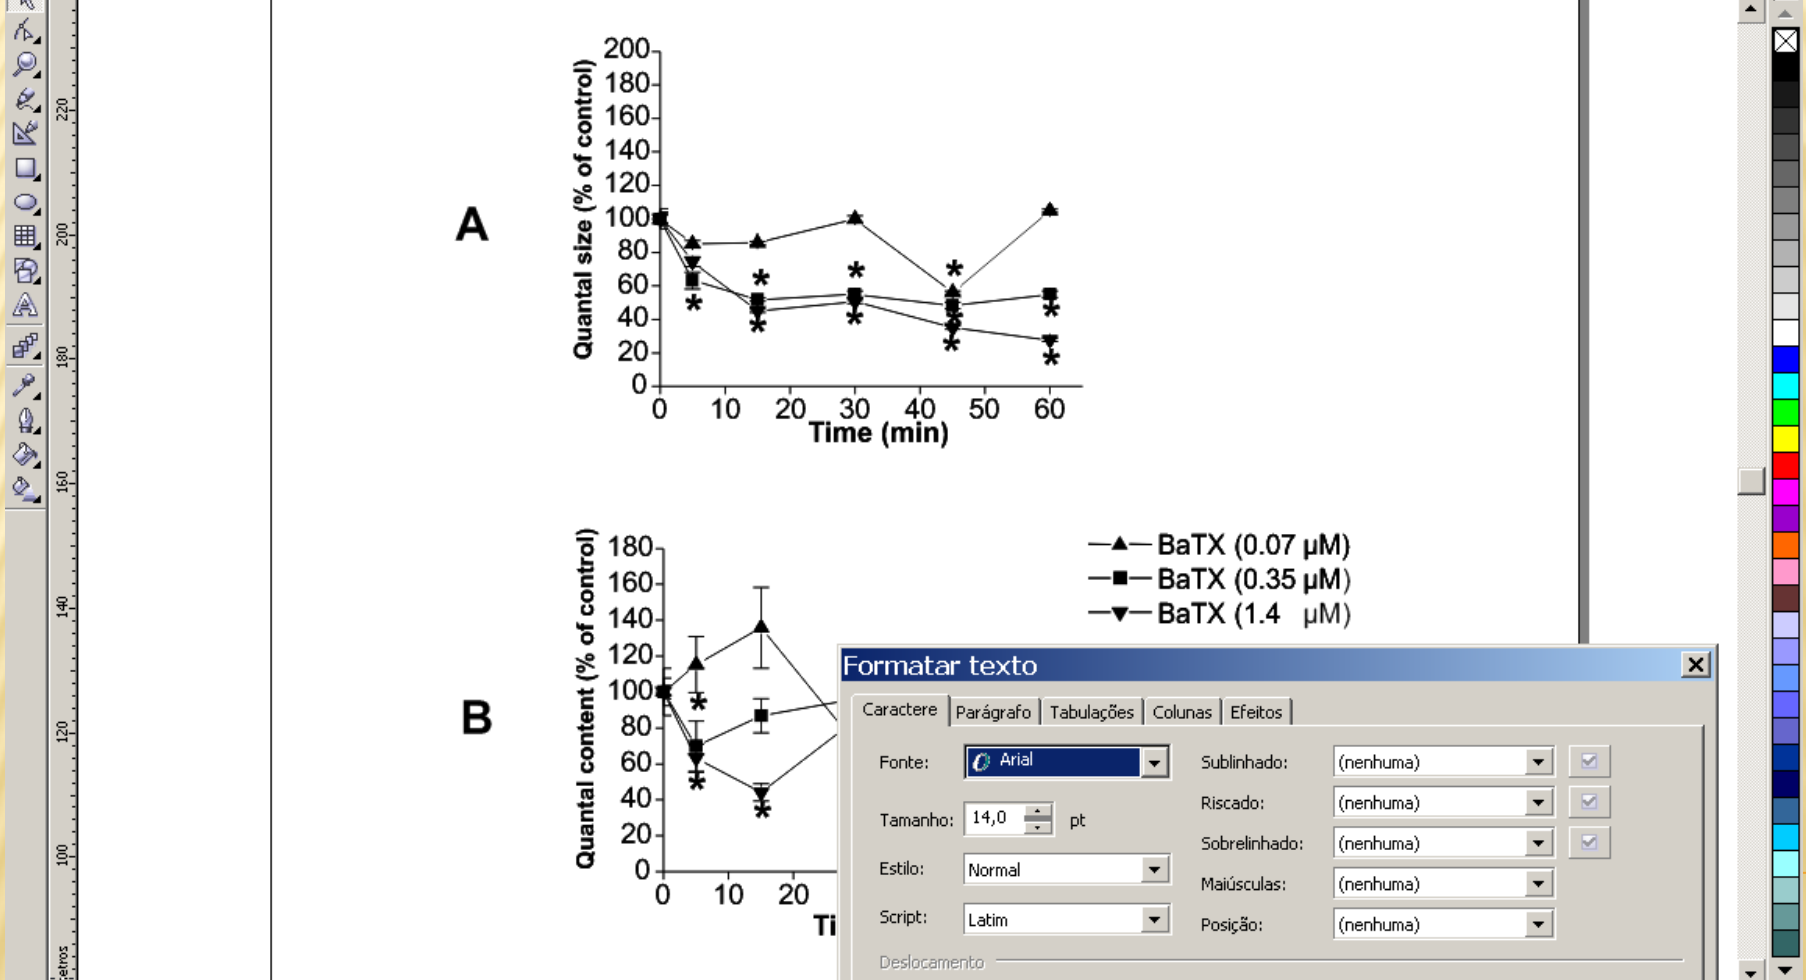 A
Quantal size (% of control)
200
180
160
140
120
100
80
60
40
20
0
0 10 20 30 40 50 60
Time (min)
* * * * * * * * * *
B
Quantal content (% of control)
180
160
140
120
100
80
60
40
20
0
0 10 20
Ti
* * *
BaTX (0.07 µM)
BaTX (0.35 µM)
BaTX (1.4 µM)
Formatar texto
Caractere Parágrafo Tabulações Colunas Efeitos
Fonte: Arial
Sublinhado: (nenhuma)
Riscado: (nenhuma)
Tamanho: 14,0 pt
Sobrelinhado: (nenhuma)
Estilo: Normal
Maiúsculas: (nenhuma)
Script: Latim
Posição: (nenhuma)
Deslocamento
220
200
180
160
140
120
100
etros